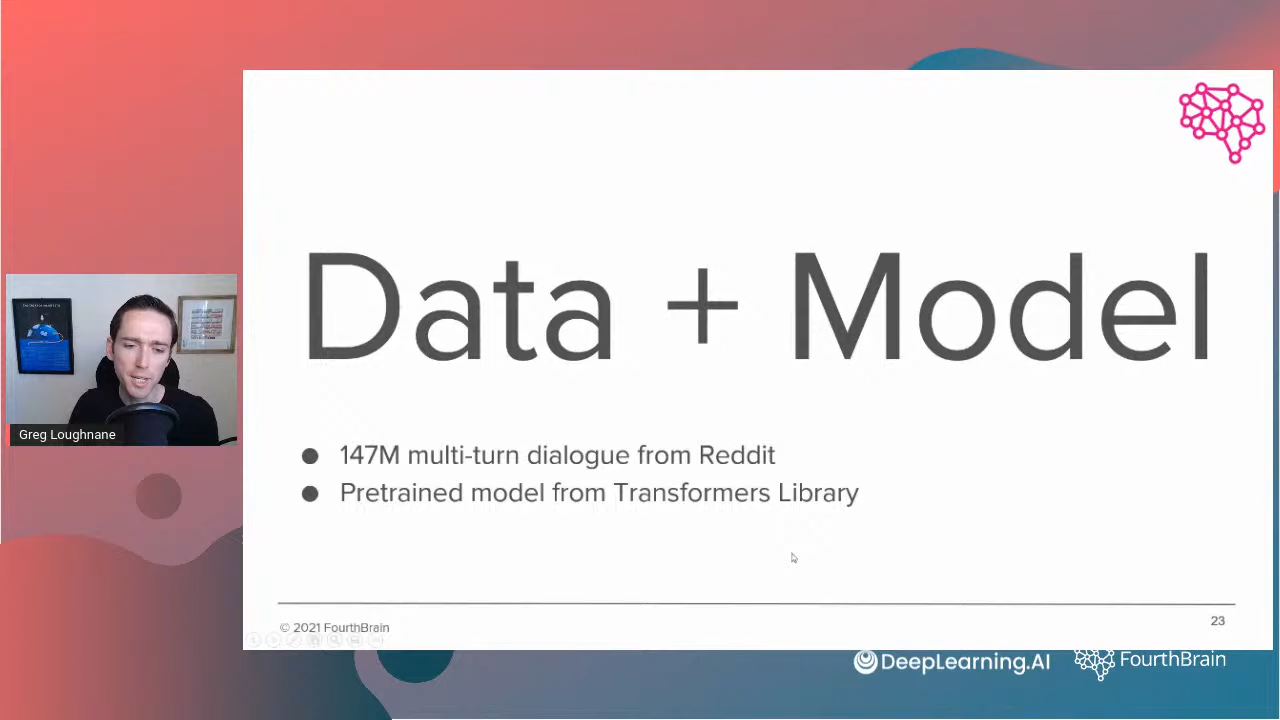 Data + Model
● 147M multi-turn dialogue from Reddit
● Pretrained model from Transformers Library
Greg Loughnane
© 2021 FourthBrain
23
DeepLearning.AI
FourthBrain